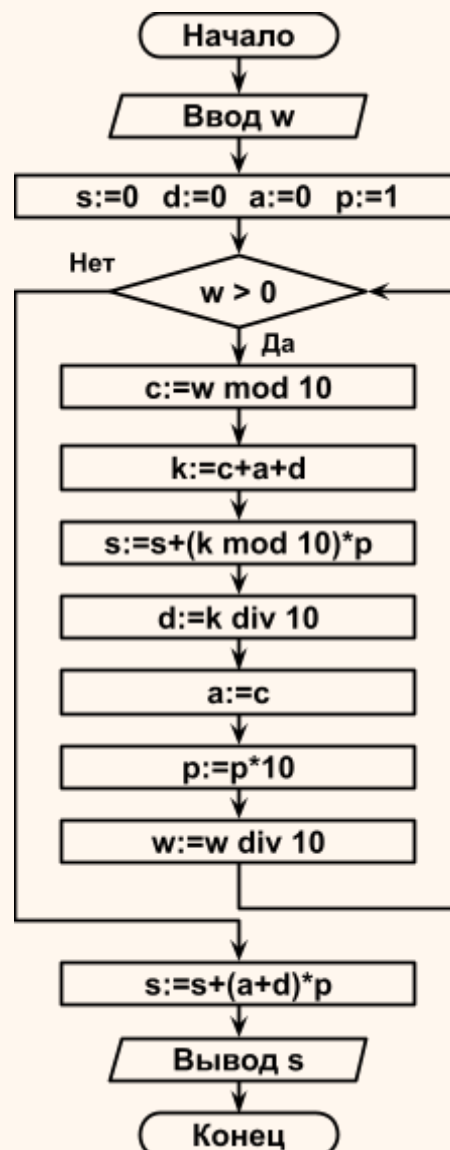 Начало
Ввод w
s:=0 d:=0 a:=0 p:=1
Нет
w > 0
Да
c:=w mod 10
k:=c+a+d
s:=s+(k mod 10)*p
d:=k div 10
a:=c
p:=p*10
w:=w div 10
s:=s+(a+d)*p
Вывод s
Конец